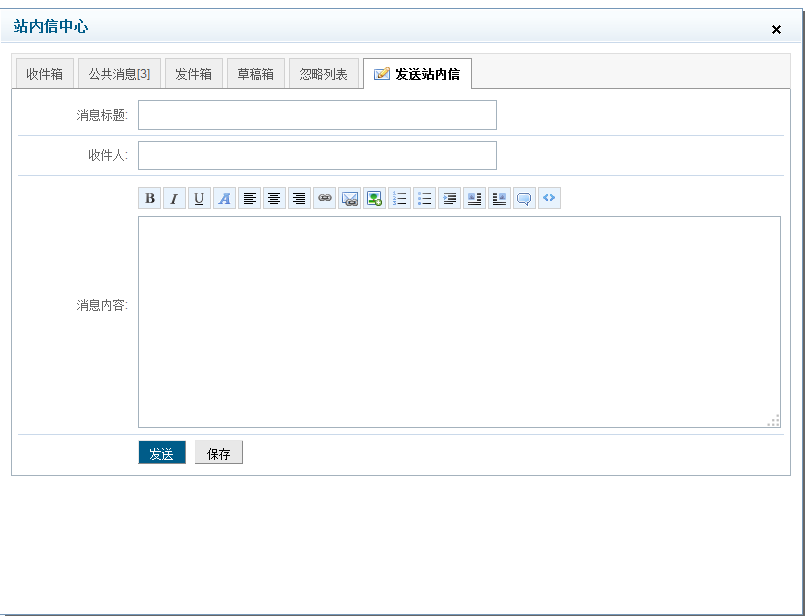 站内信中心
收件箱 公共消息[3] 发件箱 草稿箱 忽略列表 发送站内信
消息标题:
收件人:
B I U A
消息内容:
发送 保存